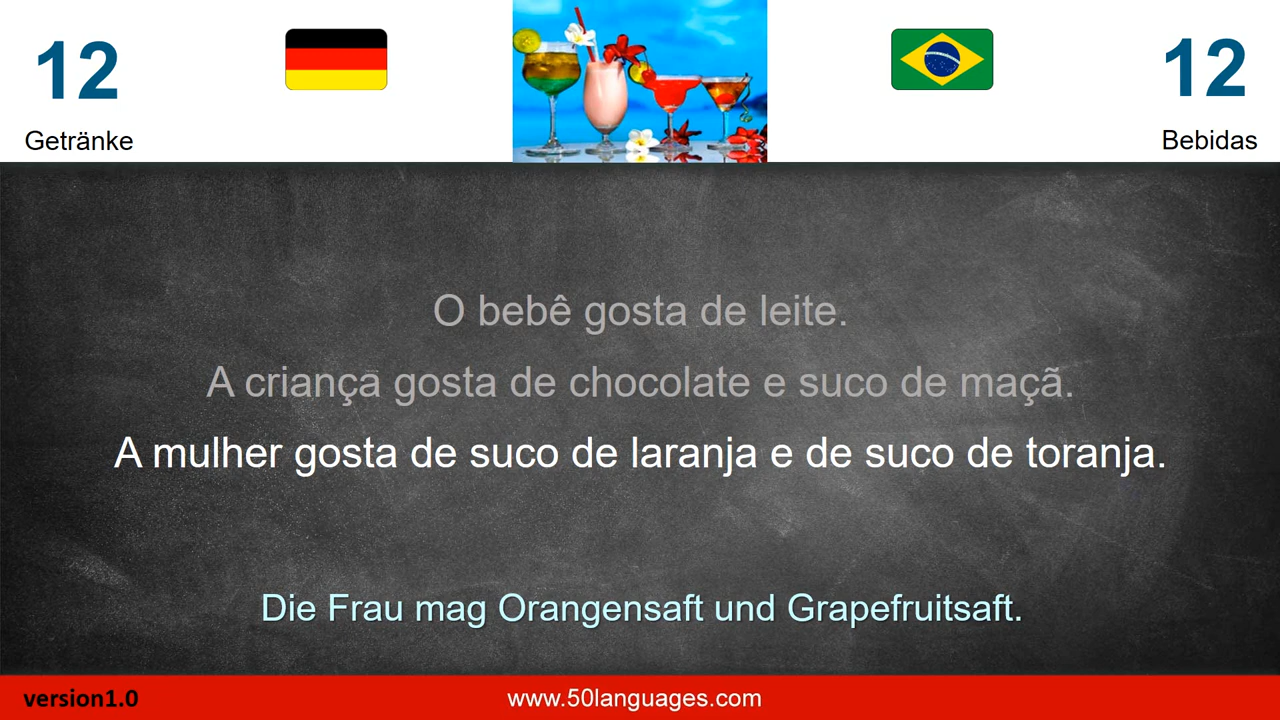 12
12
Getränke
Bebidas
O bebê gosta de leite.
A criança gosta de chocolate e suco de maçã.
A mulher gosta de suco de laranja e de suco de toranja.
Die Frau mag Orangensaft und Grapefruitsaft.
version1.0
www.50languages.com